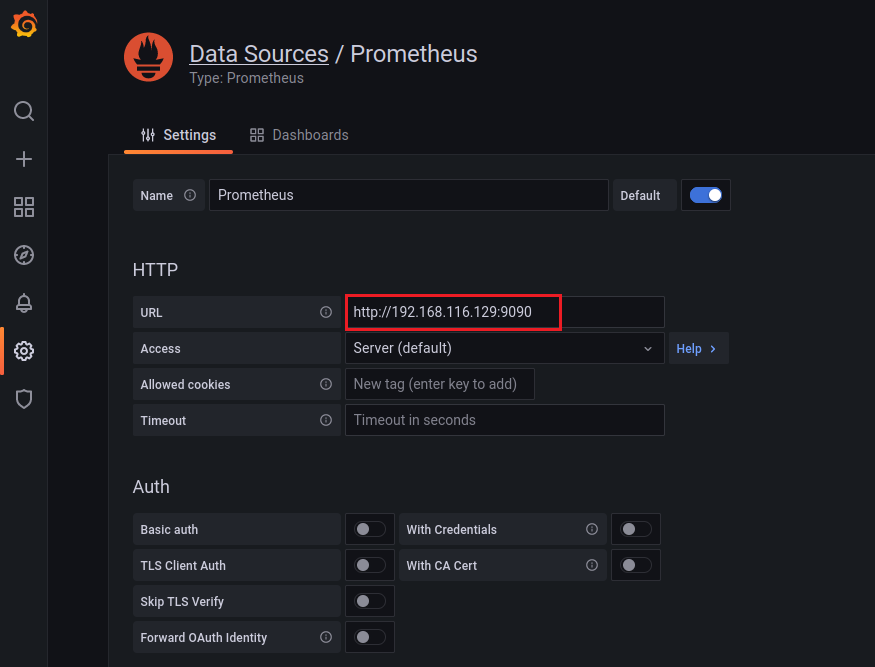 Data Sources / Prometheus
Type: Prometheus
Settings
Dashboards
Name
Prometheus
Default
HTTP
URL
http://192.168.116.129:9090
Access
Server (default)
Help
Allowed cookies
New tag (enter key to add)
Timeout
Timeout in seconds
Auth
Basic auth
With Credentials
TLS Client Auth
With CA Cert
Skip TLS Verify
Forward OAuth Identity